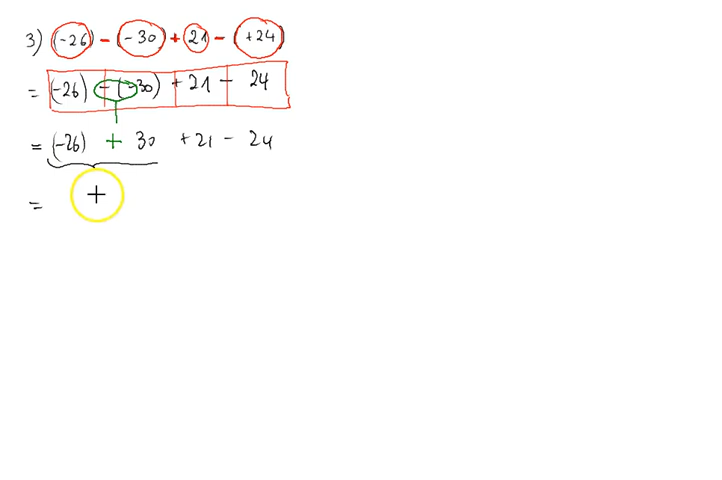 3) (-26) - (-30) + 21 - (+24)
= (-26) - (-30) + 21 - 24
= (-26) + 30 + 21 - 24
= +